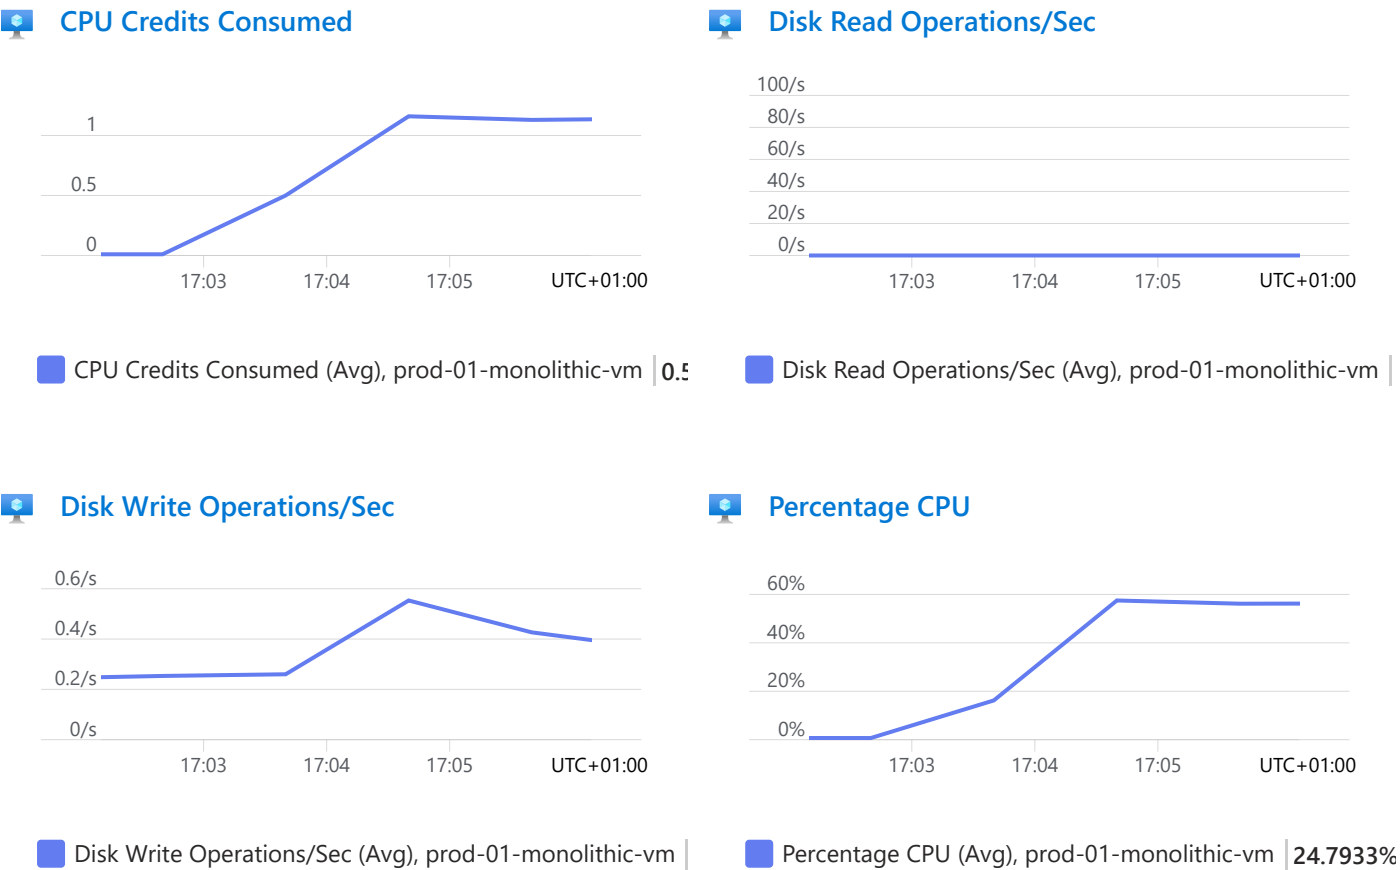 CPU Credits Consumed
1
0.5
0
17:03 17:04 17:05 UTC+01:00
CPU Credits Consumed (Avg), prod-01-monolithic-vm
Disk Read Operations/Sec
100/s
80/s
60/s
40/s
20/s
0/s
17:03 17:04 17:05 UTC+01:00
Disk Read Operations/Sec (Avg), prod-01-monolithic-vm
Disk Write Operations/Sec
0.6/s
0.4/s
0.2/s
0/s
17:03 17:04 17:05 UTC+01:00
Disk Write Operations/Sec (Avg), prod-01-monolithic-vm
Percentage CPU
60%
40%
20%
0%
17:03 17:04 17:05 UTC+01:00
Percentage CPU (Avg), prod-01-monolithic-vm 24.7933%